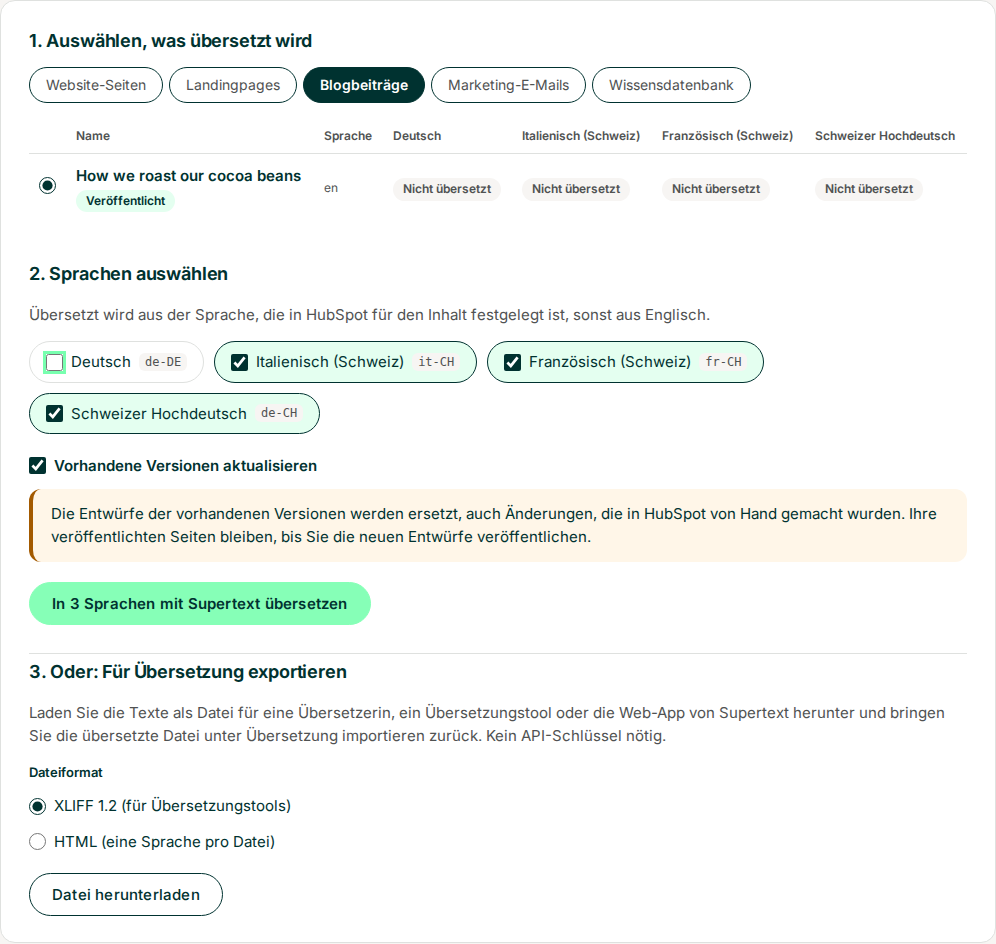 1. Auswählen, was übersetzt wird
Website-Seiten Landingpages Blogbeiträge Marketing-E-Mails Wissensdatenbank
Name Sprache Deutsch Italienisch (Schweiz) Französisch (Schweiz) Schweizer Hochdeutsch
How we roast our cocoa beans
Veröffentlicht
en Nicht übersetzt Nicht übersetzt Nicht übersetzt Nicht übersetzt
2. Sprachen auswählen
Übersetzt wird aus der Sprache, die in HubSpot für den Inhalt festgelegt ist, sonst aus Englisch.
Deutsch de-DE Italienisch (Schweiz) it-CH Französisch (Schweiz) fr-CH
Schweizer Hochdeutsch de-CH
Vorhandene Versionen aktualisieren
Die Entwürfe der vorhandenen Versionen werden ersetzt, auch Änderungen, die in HubSpot von Hand gemacht wurden. Ihre
veröffentlichten Seiten bleiben, bis Sie die neuen Entwürfe veröffentlichen.
In 3 Sprachen mit Supertext übersetzen
3. Oder: Für Übersetzung exportieren
Laden Sie die Texte als Datei für eine Übersetzerin, ein Übersetzungstool oder die Web-App von Supertext herunter und bringen
Sie die übersetzte Datei unter Übersetzung importieren zurück. Kein API-Schlüssel nötig.
Dateiformat
XLIFF 1.2 (für Übersetzungstools)
HTML (eine Sprache pro Datei)
Datei herunterladen